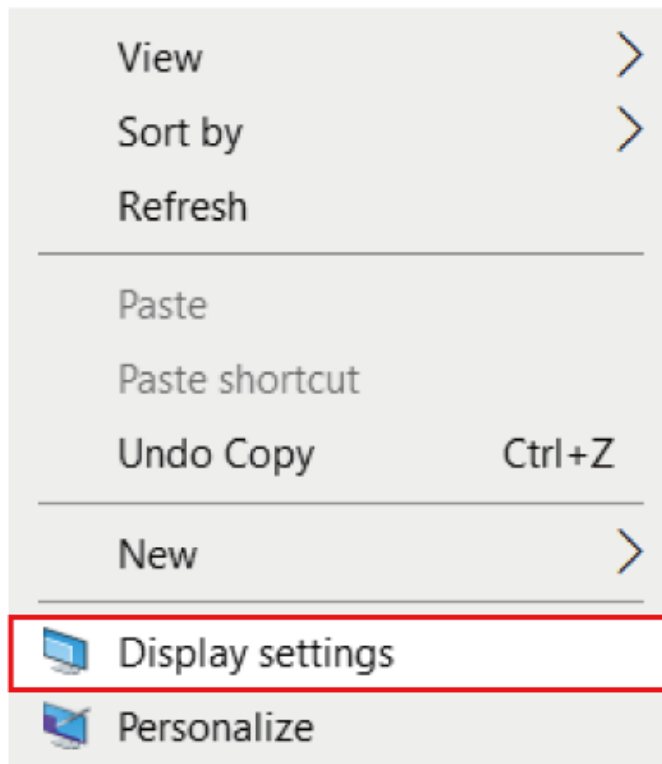 View
Sort by
Refresh
Paste
Paste shortcut
Undo Copy Ctrl+Z
New
Display settings
Personalize